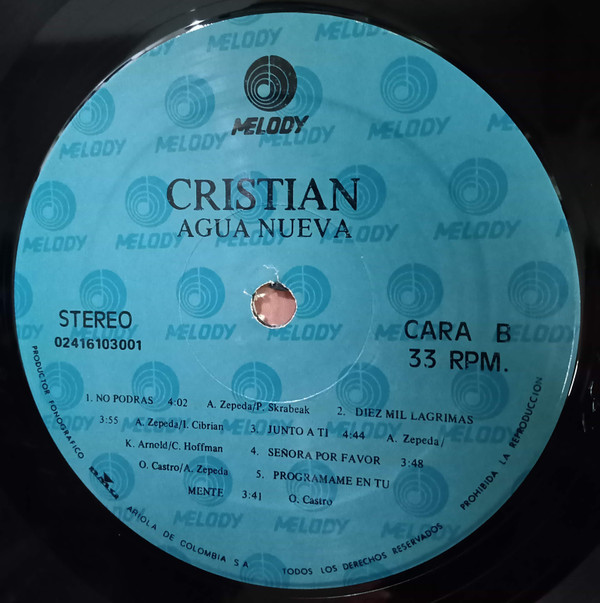 MELODY
CRISTIAN
AGUA NUEVA
STEREO
02416103001
CARA B
33 RPM.
1. NO PODRAS 4:02 A. Zepeda/P. Skrabeak 2. DIEZ MIL LAGRIMAS
3:55 A. Zepeda/I. Cibrian 3. JUNTO A TI 4:44 A. Zepeda/
K. Arnold/C. Hoffman 4. SEÑORA POR FAVOR 3:48
O. Castro/A. Zepeda 5. PROGRAMAME EN TU
MENTE 3:41 O. Castro
PRODUCTOR FONOGRAFICO BMG ARIOLA DE COLOMBIA S A TODOS LOS DERECHOS RESERVADOS PROHIBIDA LA REPRODUCCION